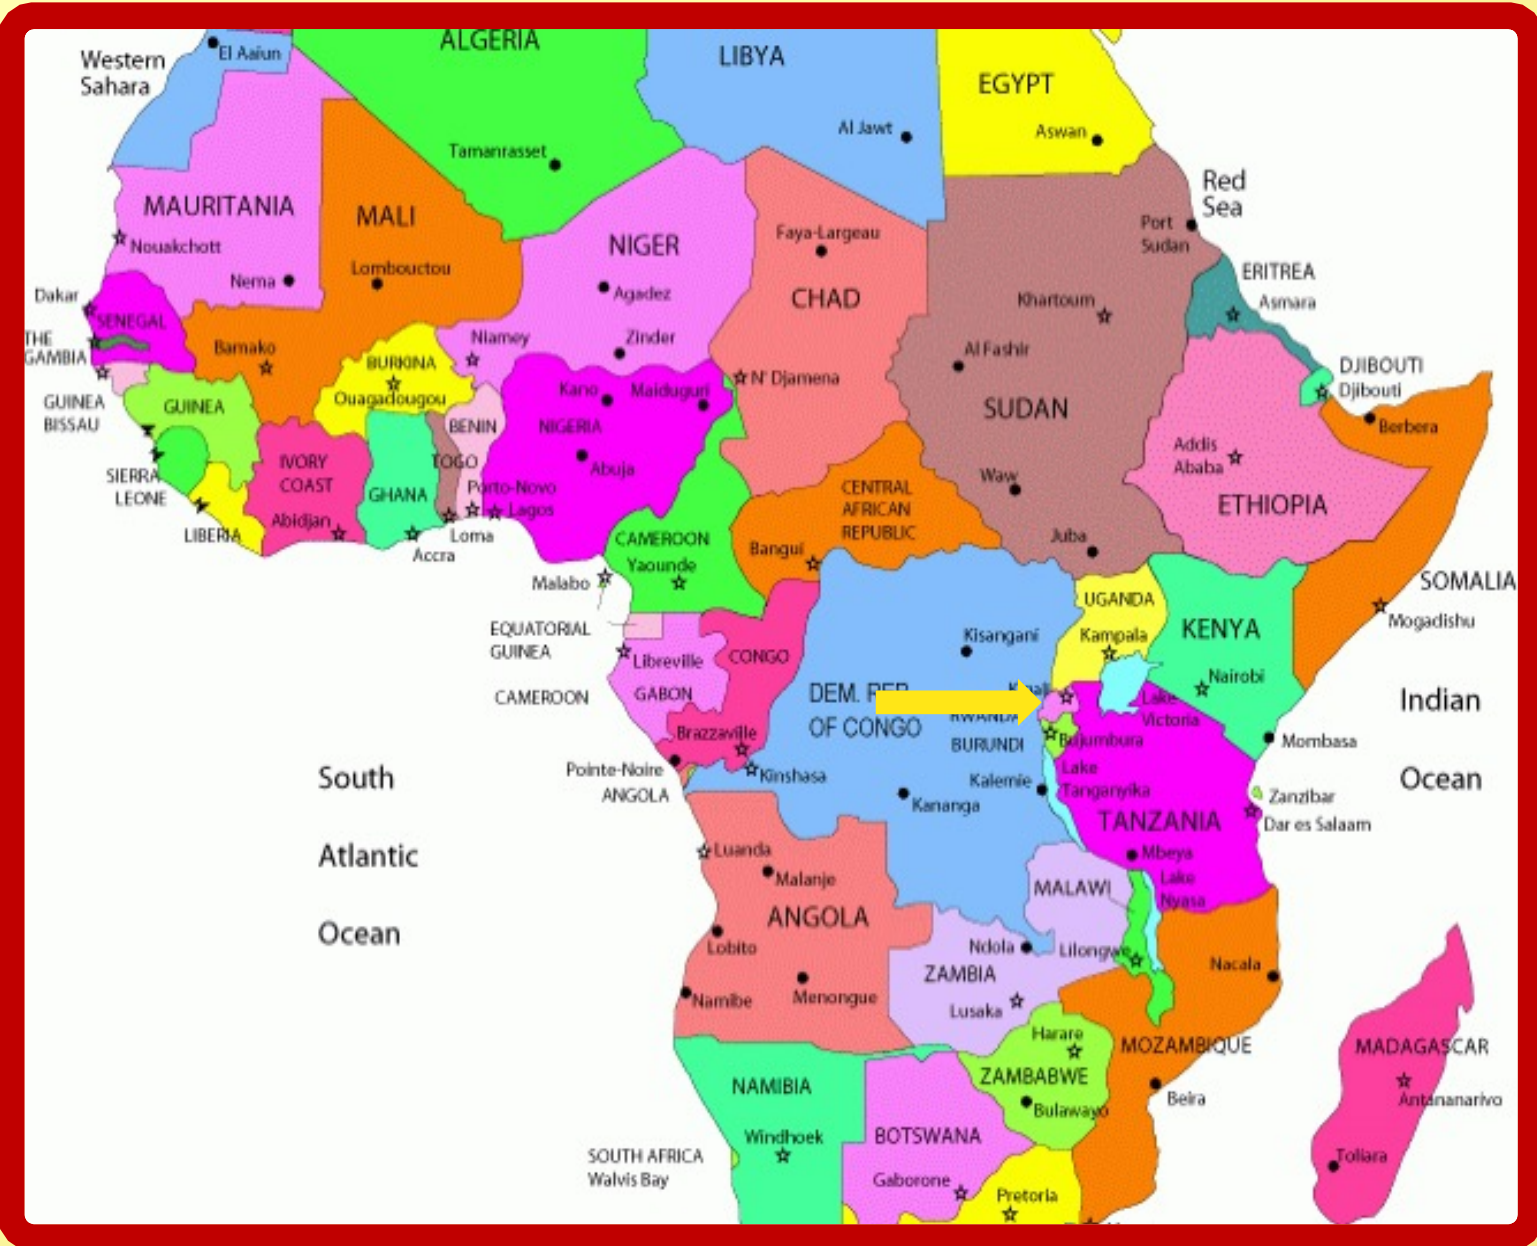 ALGERIA
LIBYA
EGYPT
Western
Sahara
El Aaiun
Al Jawt
Aswan
Tamanrasset
Red
Sea
MAURITANIA
MALI
NIGER
Faya-Largeau
Port
Sudan
Nouakchott
Nema
Lombouctou
Agadez
CHAD
Khartoum
ERITREA
Asmara
Dakar
SENEGAL
THE
GAMBIA
Bamako
BURKINA
Ouagadougou
Niamey
Zinder
N' Djamena
Al Fashir
DJIBOUTI
Djibouti
GUINEA
BISSAU
GUINEA
BENIN
Kano
Maiduguri
NIGERIA
Abuja
SUDAN
Berbera
Addis
Ababa
ETHIOPIA
SIERRA
LEONE
LIBERIA
IVORY
COAST
Abidjan
GHANA
TOGO
Porto-Novo
Lagos
Loma
Accra
Waw
CENTRAL
AFRICAN
REPUBLIC
Bangui
Juba
CAMEROON
Yaounde
Malabo
EQUATORIAL
GUINEA
Libreville
CONGO
CAMEROON
GABON
Kisangani
UGANDA
Kampala
KENYA
Nairobi
SOMALIA
Mogadishu
DEM.
OF CONGO
RWANDA
BURUNDI
Bujumbura
Lake
Victoria
Indian
Ocean
Mombasa
Brazzaville
Pointe-Noire
ANGOLA
Kinshasa
Kananga
Kalemie
Lake
Tanganyika
TANZANIA
Zanzibar
Dar es Salaam
Mbeya
South
Atlantic
Ocean
Luanda
Malanje
ANGOLA
Lobito
Namibe
Menongue
MALAWI
Lake
Nyasa
Ndola
Lilongwe
ZAMBIA
Lusaka
Nacala
Harare
MOZAMBIQUE
MADAGASCAR
Antananarivo
NAMIBIA
Windhoek
ZAMBABWE
Bulawayo
Beira
BOTSWANA
Gaborone
Pretoria
SOUTH AFRICA
Walvis Bay
Toliara